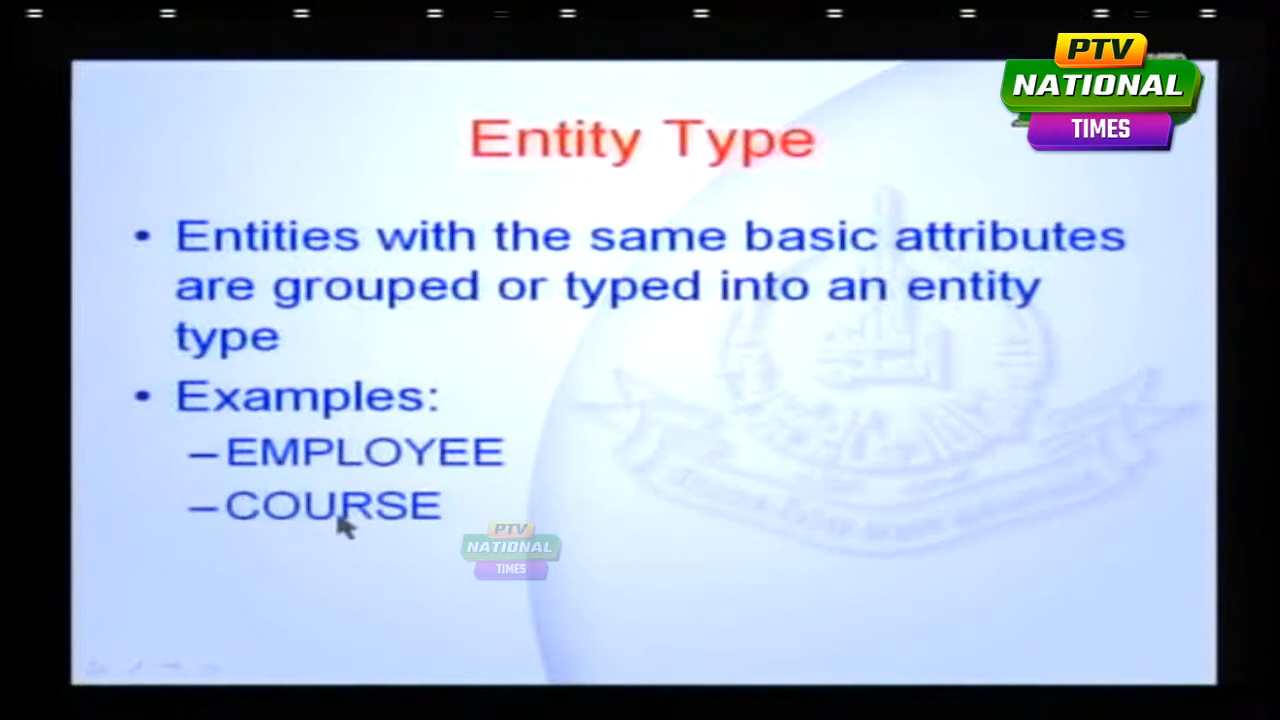 PTV
NATIONAL
TIMES
Entity Type
• Entities with the same basic attributes
are grouped or typed into an entity
type
• Examples:
–EMPLOYEE
–COURSE
PTV
NATIONAL
TIMES